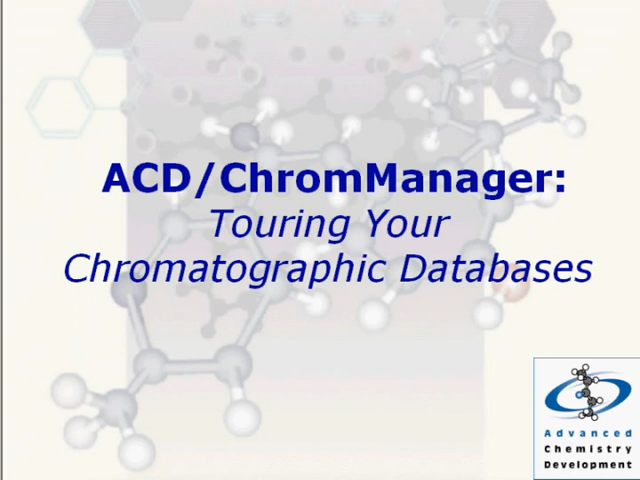 ACD/ChromManager:
Touring Your
Chromatographic Databases
Advanced
Chemistry
Development